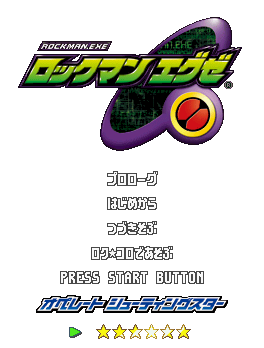 ROCKMAN.EXE
ロックマン エグゼ
プロローグ
はじめから
つづきそぶ
ロク★コロであそぶ
PRESS START BUTTON
オペレート シューティングスター